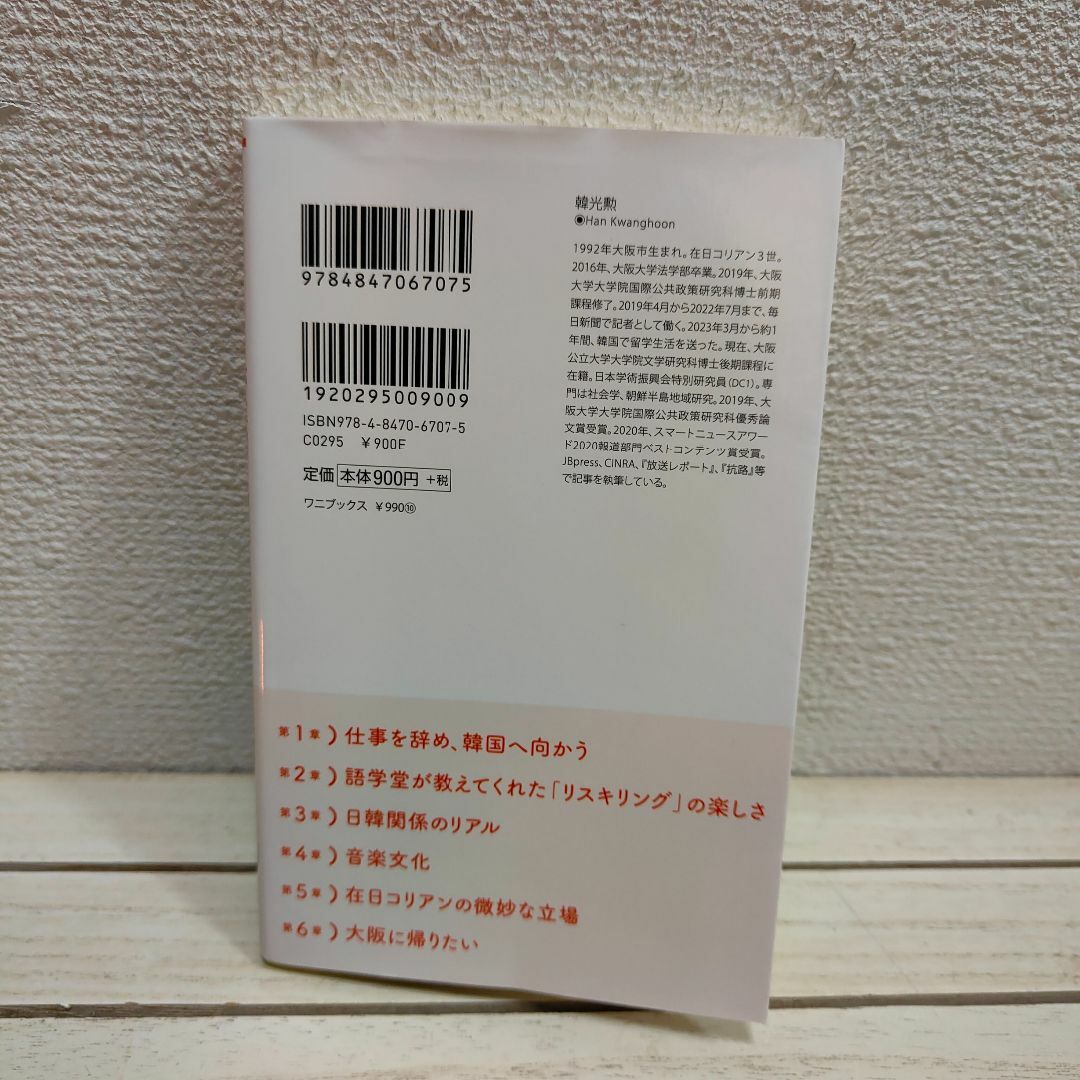 9784847067075
1920295009009
ISBN978-4-8470-6707-5
C0295 ¥900E
定価 本体900円 +税
ワニブックス ¥990⑩
韓光勲
◉Han Kwanghoon
1992年大阪市生まれ。在日コリアン3世。
2016年、大阪大学法学部卒業。2019年、大阪
大学大学院国際公共政策研究科博士前期
課程修了。2019年4月から2022年7月まで、毎
日新聞で記者として働く。2023年3月から約1
年間、韓国で留学生活を送った。現在、大阪
公立大学大学院文学研究科博士後期課程に
在籍。日本学術振興会特別研究員(DC1)。専
門は社会学、朝鮮半島地域研究。2019年、大
阪大学大学院国際公共政策研究科優秀論
文賞受賞。2020年、スマートニュースアワー
ド2020報道部門ベストコンテンツ賞受賞。
JBpress、CINRA、『放送レポート』、『抗路』等
で記事を執筆している。
第1章）仕事を辞め、韓国へ向かう
第2章）語学堂が教えてくれた「リスキリング」の楽しさ
第3章）日韓関係のリアル
第4章）音楽文化
第5章）在日コリアンの微妙な立場
第6章）大阪に帰りたい